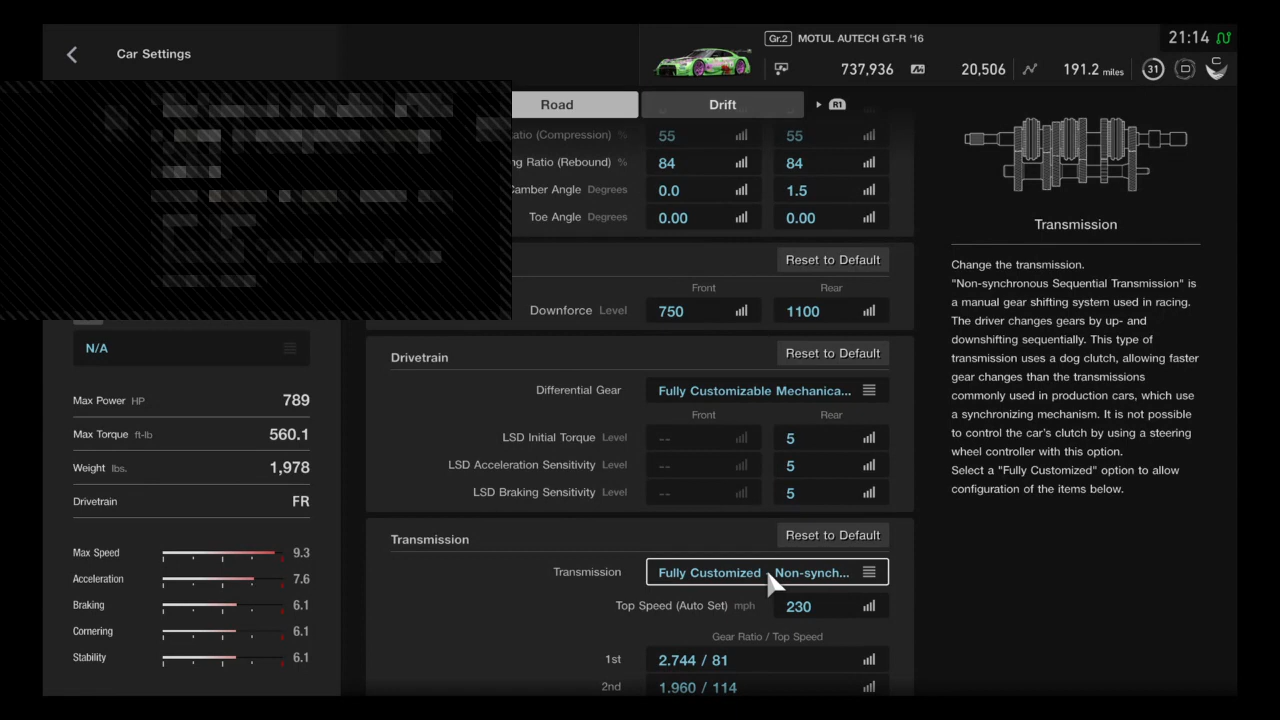 Gr.2 MOTUL AUTECH GT-R '16
21:14
Car Settings
737,936 20,506 191.2 miles 31
Road Drift R1
(Compression) % 55 55
Ratio (Rebound) % 84 84
Camber Angle Degrees 0.0 1.5
Toe Angle Degrees 0.00 0.00
Reset to Default
Front Rear
Downforce Level 750 1100
Drivetrain Reset to Default
Differential Gear Fully Customizable Mechanica...
Front Rear
LSD Initial Torque Level -- 5
LSD Acceleration Sensitivity Level -- 5
LSD Braking Sensitivity Level -- 5
Transmission Reset to Default
Transmission Fully Customized Non-synch...
Top Speed (Auto Set) mph 230
Gear Ratio / Top Speed
1st 2.744 / 81
2nd 1.960 / 114
N/A
Max Power HP 789
Max Torque ft-lb 560.1
Weight lbs. 1,978
Drivetrain FR
Max Speed 9.3
Acceleration 7.6
Braking 6.1
Cornering 6.1
Stability 6.1
Transmission
Change the transmission.
"Non-synchronous Sequential Transmission" is
a manual gear shifting system used in racing.
The driver changes gears by up- and
downshifting sequentially. This type of
transmission uses a dog clutch, allowing faster
gear changes than the transmissions
commonly used in production cars, which use
a synchronizing mechanism. It is not possible
to control the car's clutch by using a steering
wheel controller with this option.
Select a "Fully Customized" option to allow
configuration of the items below.